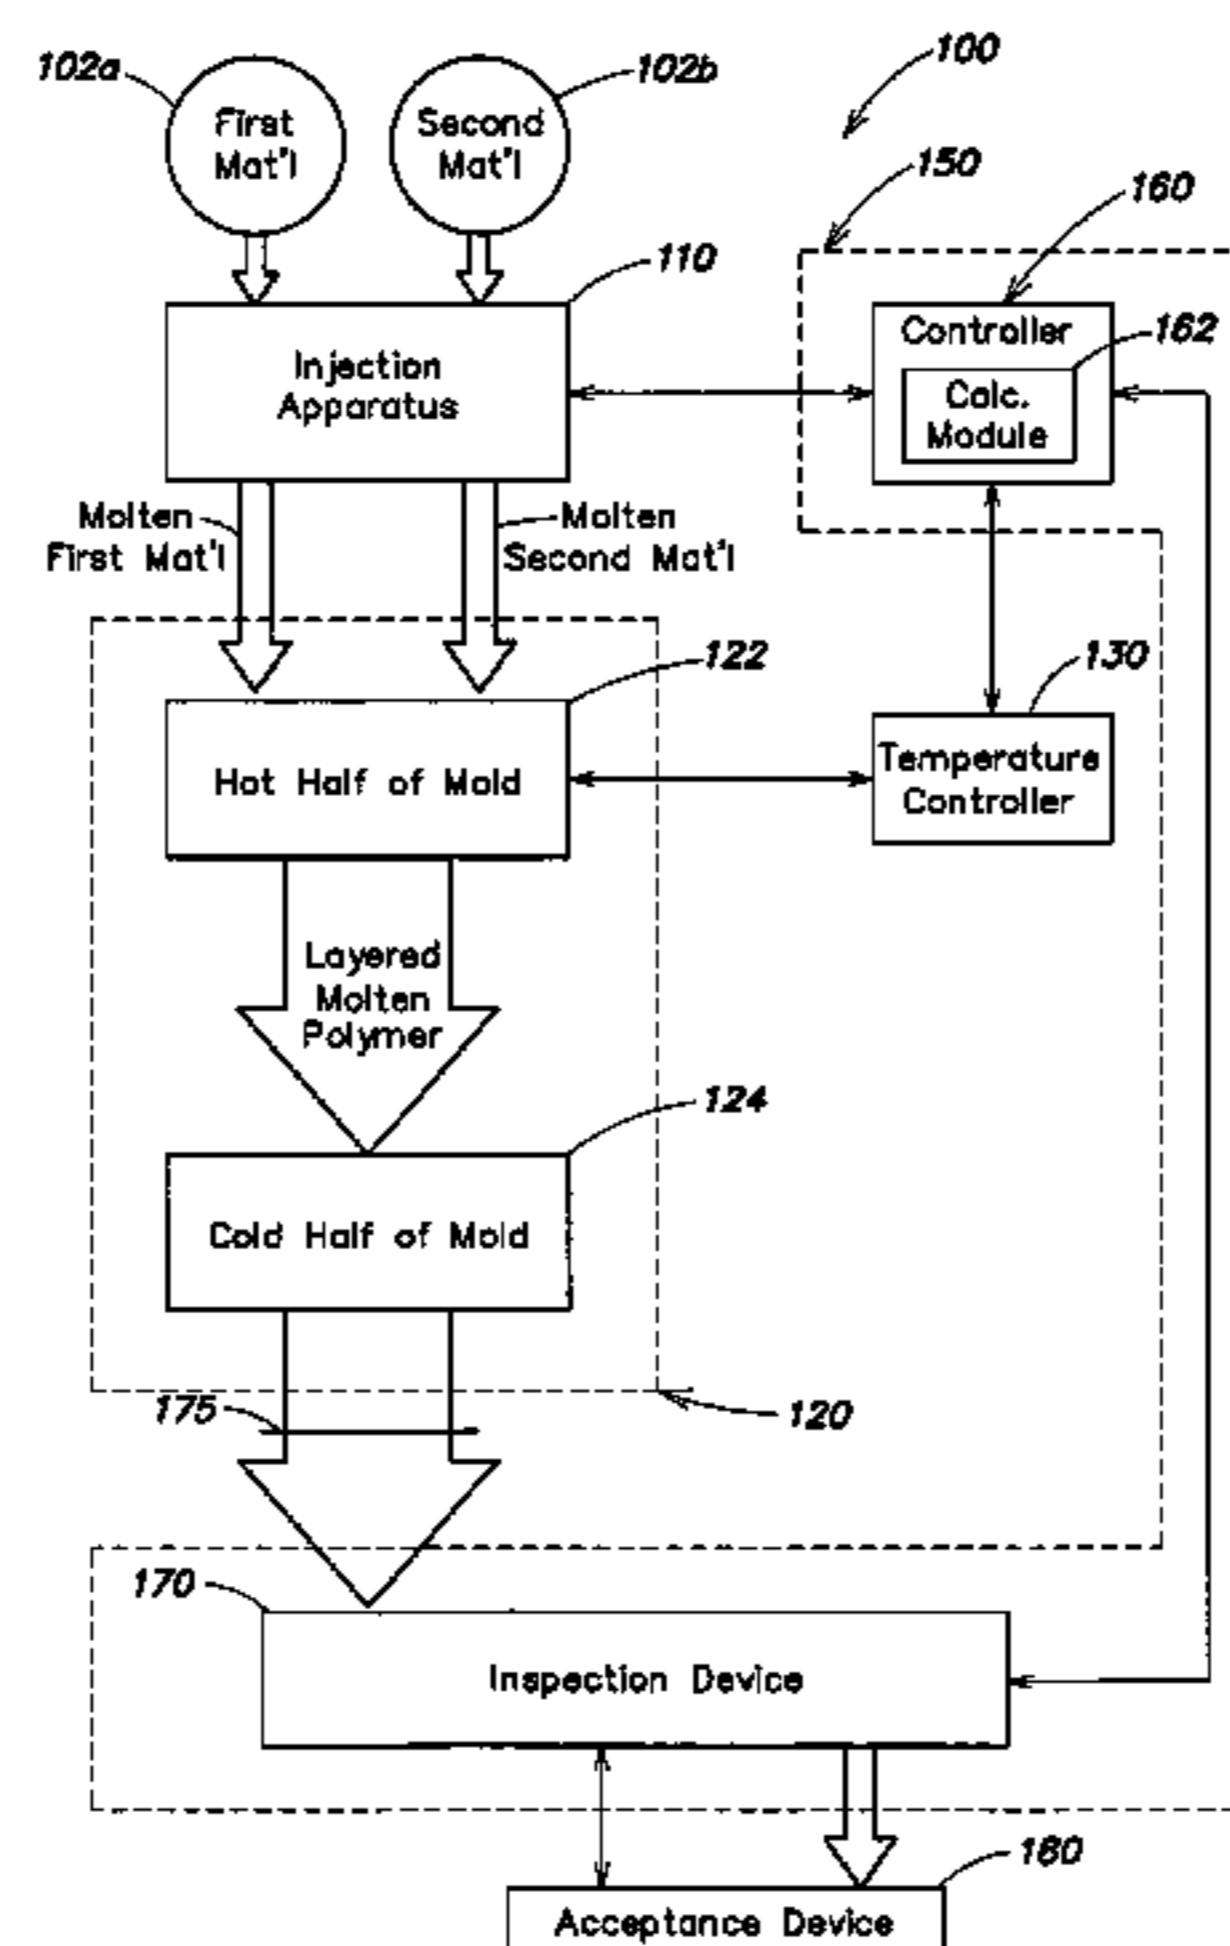 102a
102b
100
First
Mat'l
Second
Mat'l
150
160
110
Controller
162
Injection
Apparatus
Calc.
Module
Molten
First Mat'l
Molten
Second Mat'l
122
130
Hot Half of Mold
Temperature
Controller
Layered
Molten
Polymer
124
Cold Half of Mold
175
120
170
Inspection Device
180
Acceptance Device